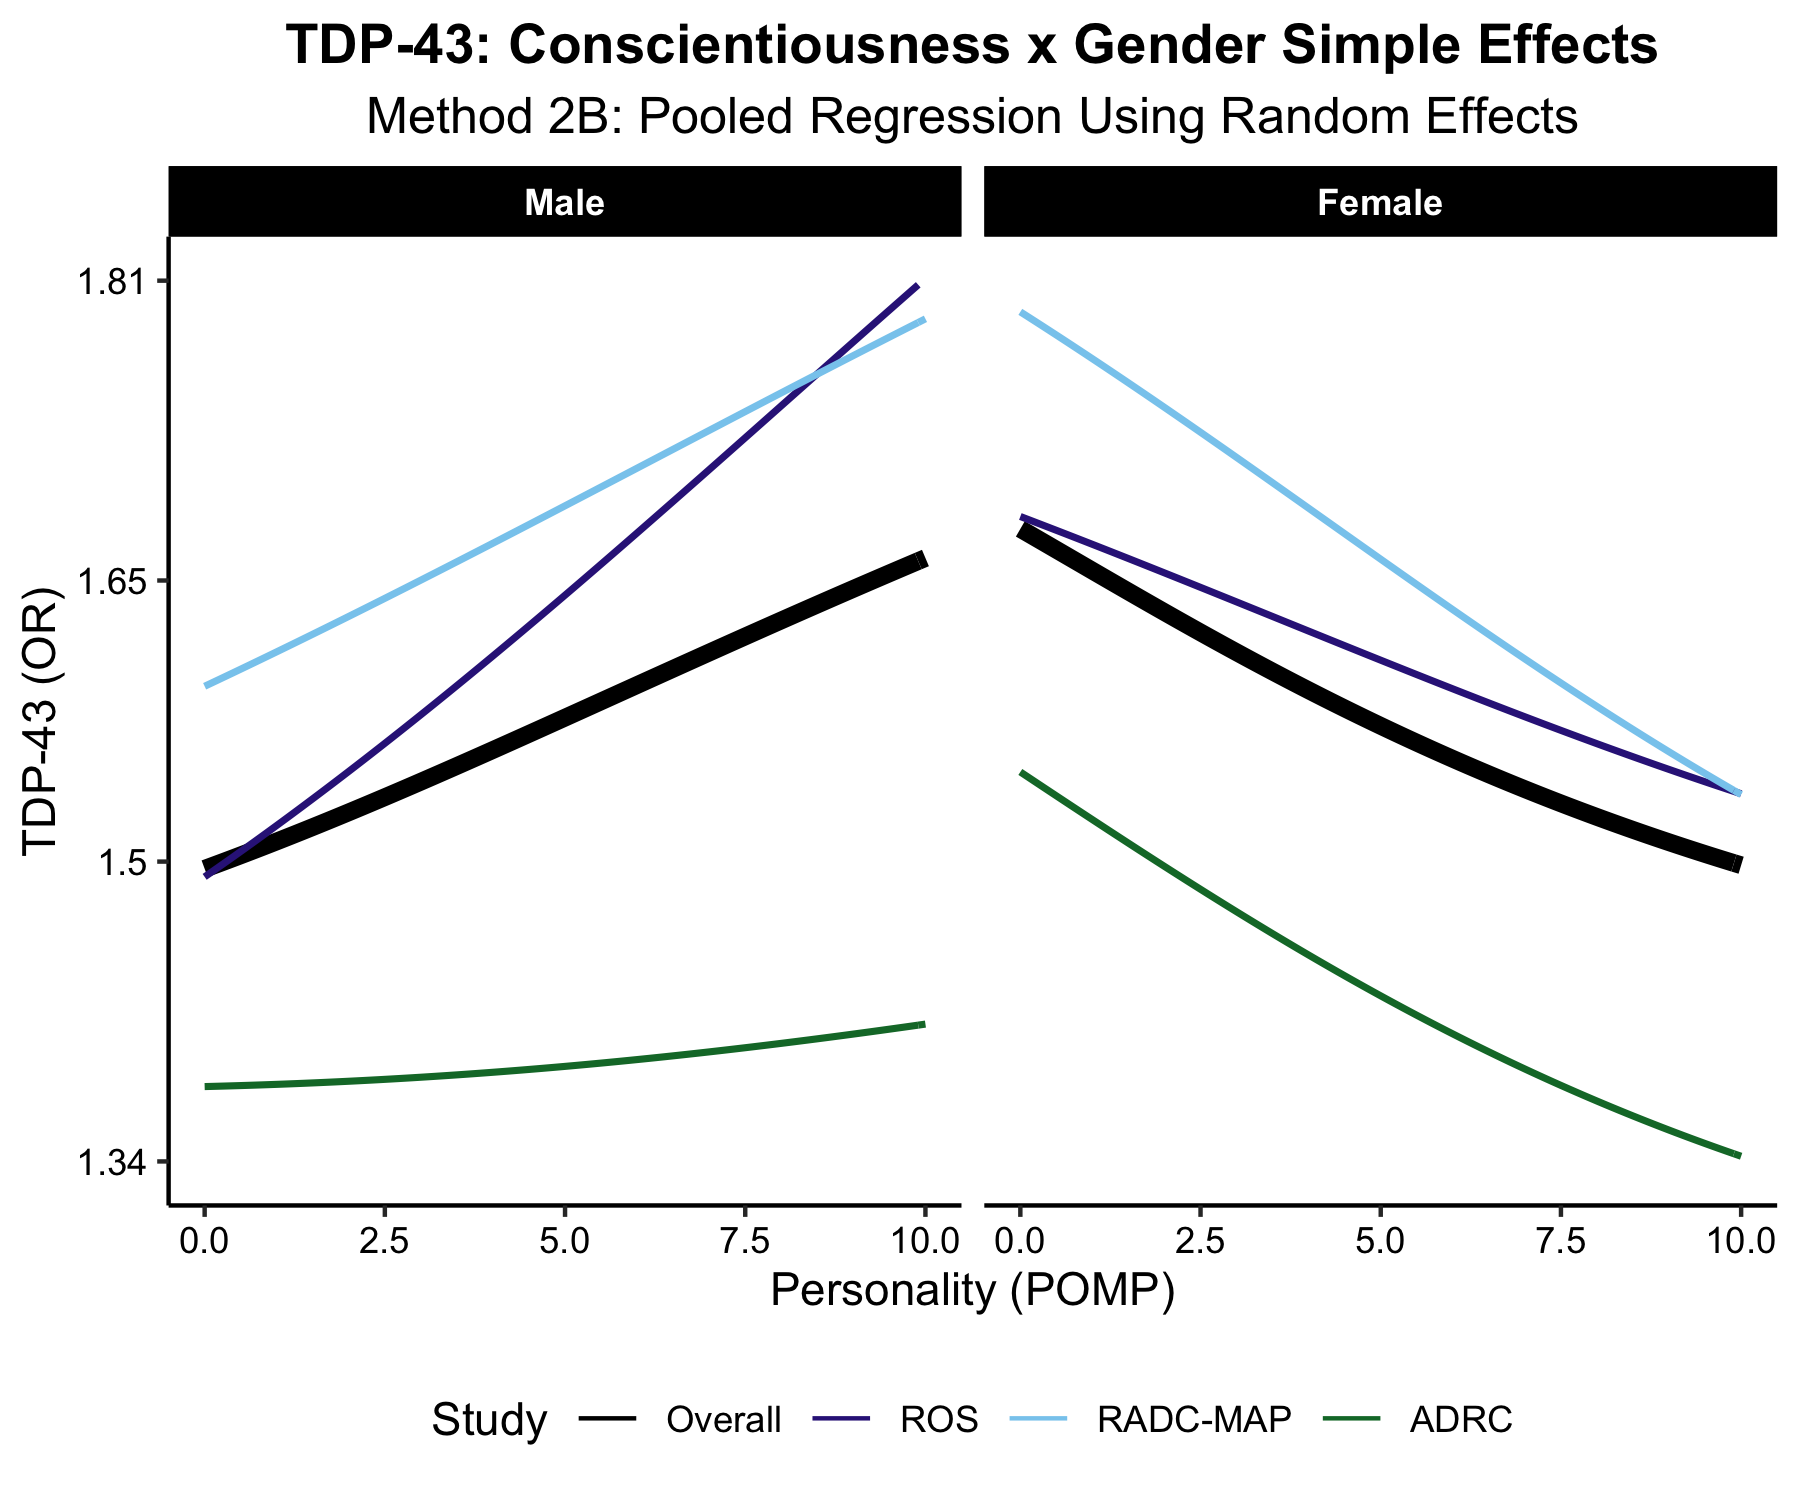 TDP-43: Conscientiousness x Gender Simple Effects
Method 2B: Pooled Regression Using Random Effects
Male
Female
TDP-43 (OR)
1.81
1.65
1.5
1.34
0.0 2.5 5.0 7.5 10.0
0.0 2.5 5.0 7.5 10.0
Personality (POMP)
Study Overall ROS RADC-MAP ADRC